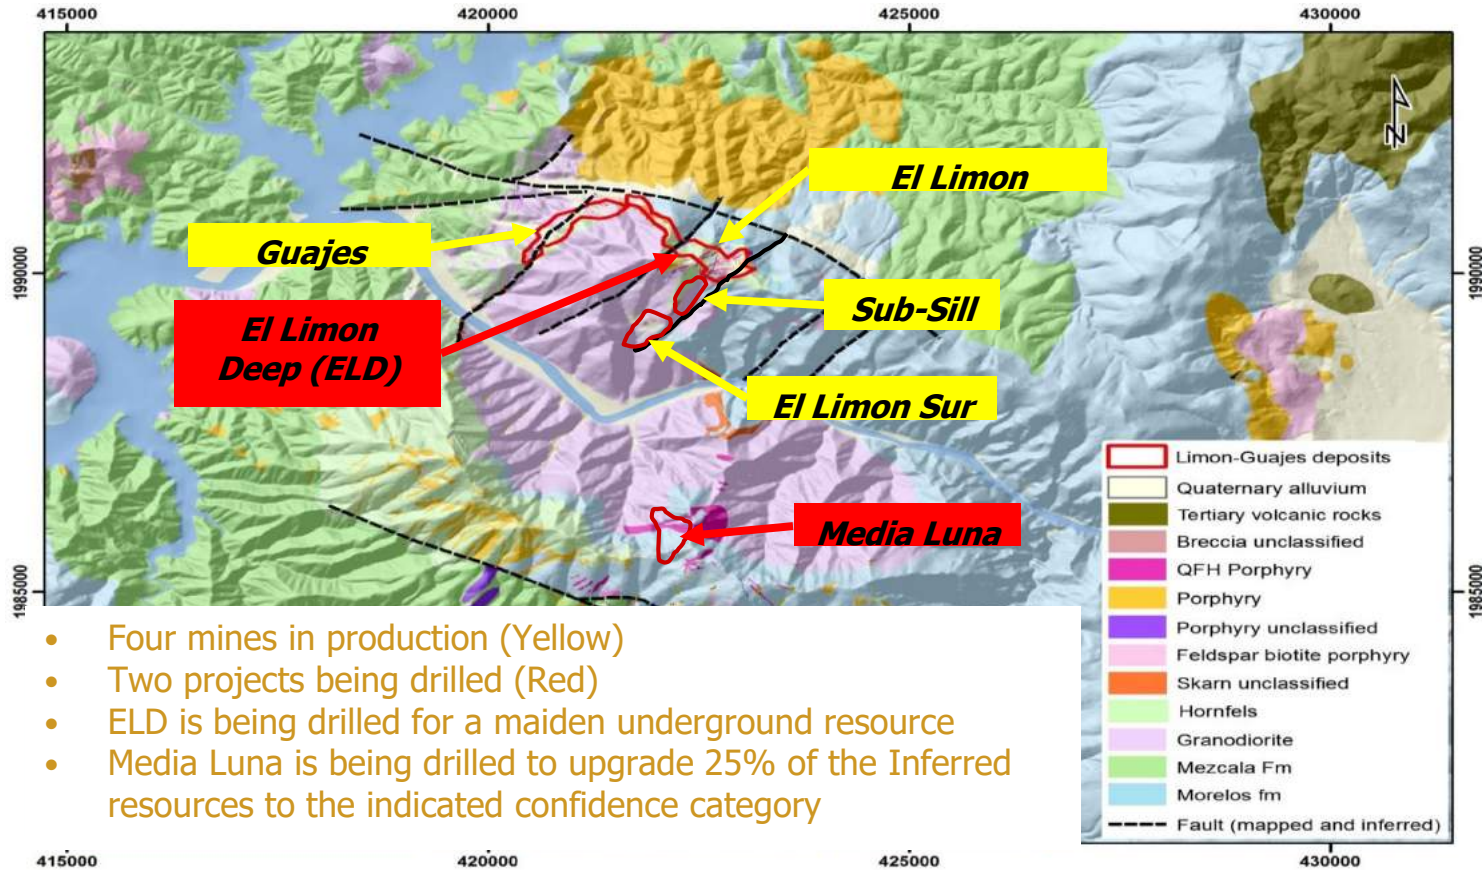 415000
420000
425000
430000
N
El Limon
Guajes
1990000
1990000
Sub-Sill
El Limon
Deep (ELD)
El Limon Sur
Limon-Guajes deposits
Quaternary alluvium
Tertiary volcanic rocks
Breccia unclassified
QFH Porphyry
Porphyry
Porphyry unclassified
Feldspar biotite porphyry
Skarn unclassified
Hornfels
Granodiorite
Mezcala Fm
Morelos fm
Fault (mapped and inferred)
Media Luna
1985000
1985000
• Four mines in production (Yellow)
• Two projects being drilled (Red)
• ELD is being drilled for a maiden underground resource
• Media Luna is being drilled to upgrade 25% of the Inferred
resources to the indicated confidence category
415000
420000
425000
430000